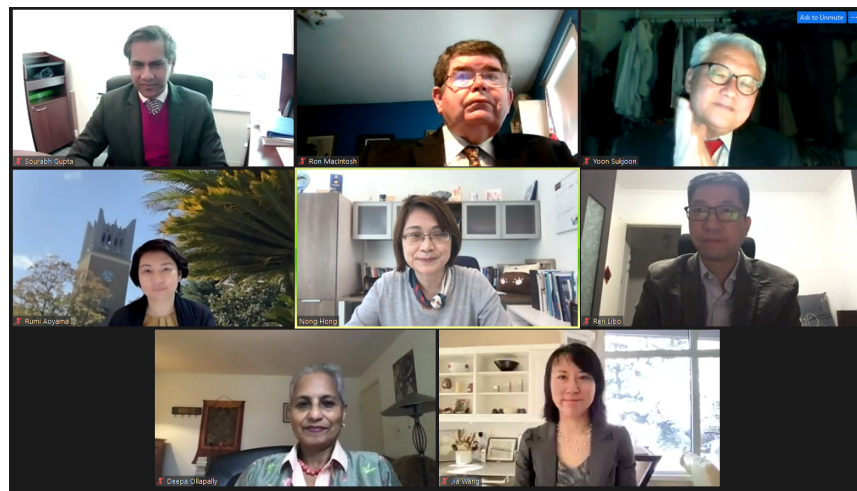 Ask to Unmute
Sourabh Gupta
Ron MacIntosh
Yoon Sukjoon
Rumi Aoyama
Nong Hong
Ren Libo
Deepa Ollapally
Jia Wang